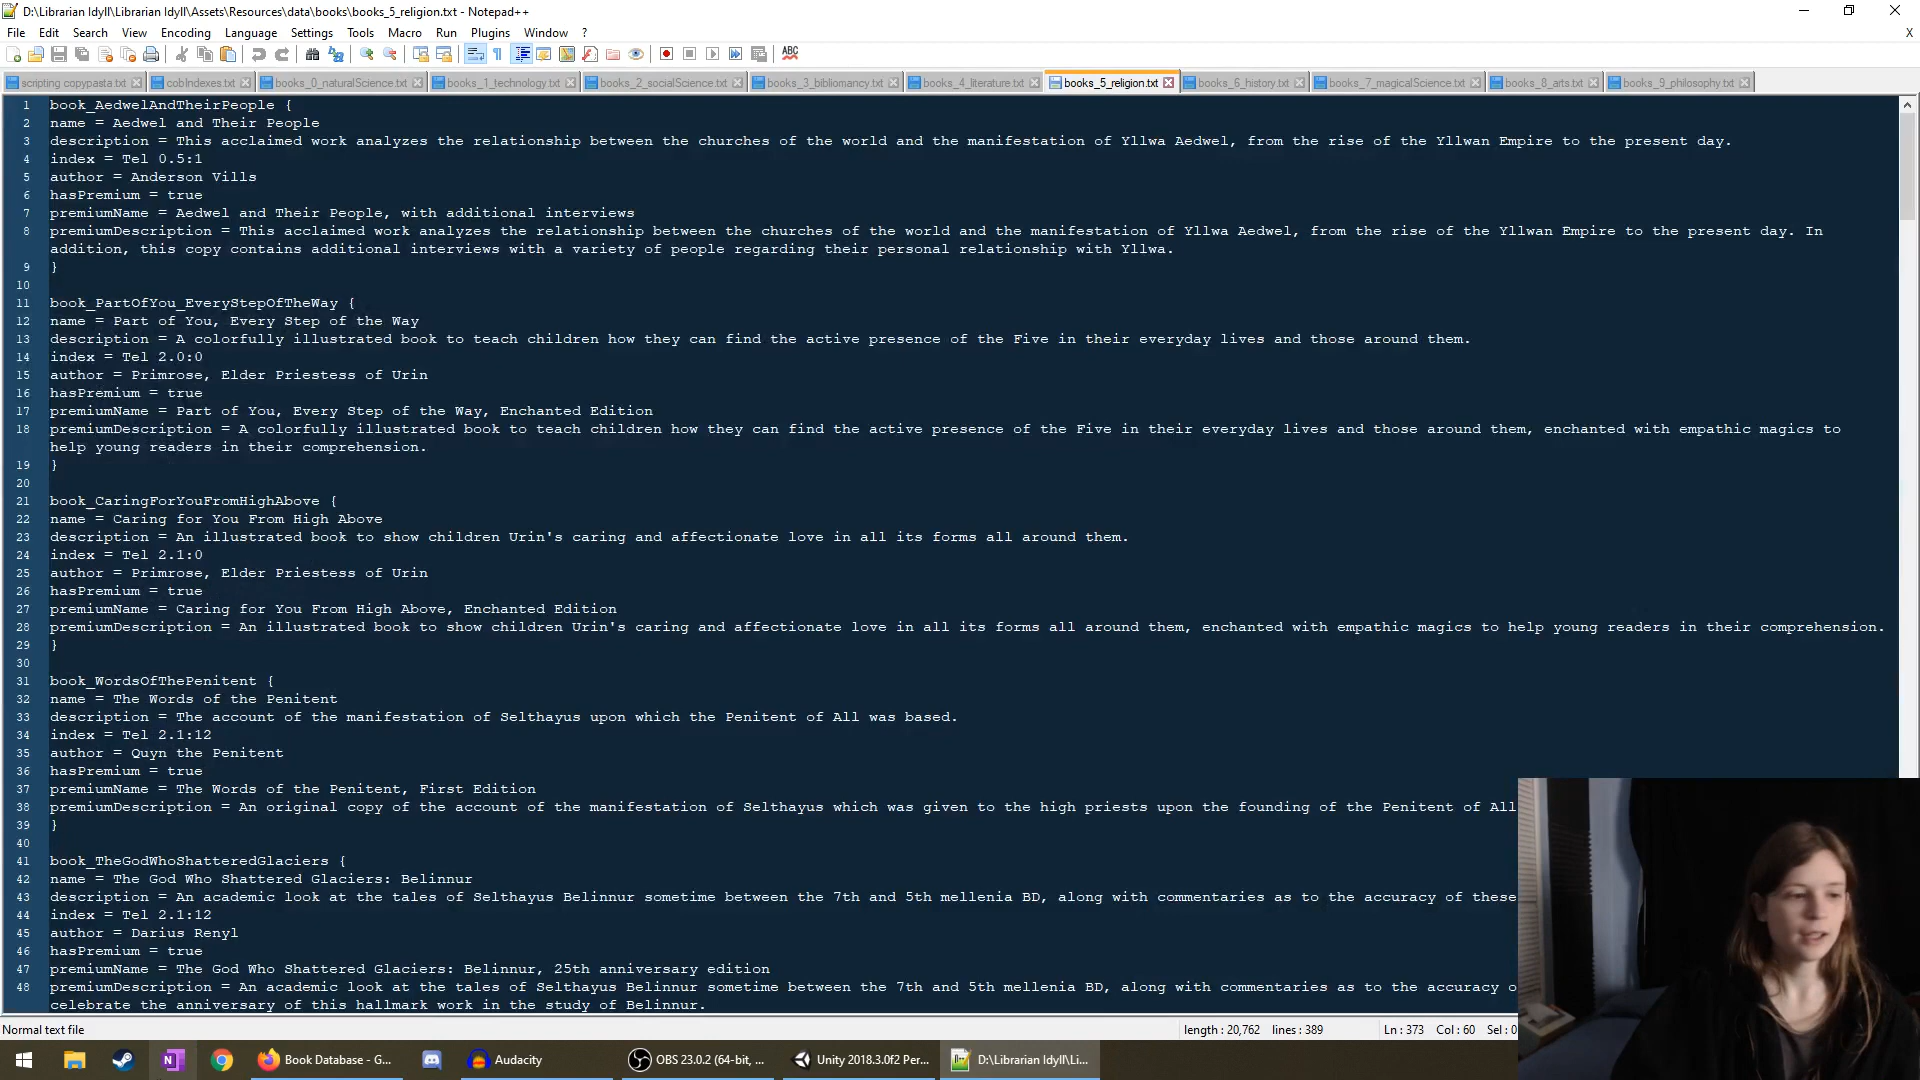 D:\Librarian Idyll\Librarian Idyll\Assets\Resources\data\books\books_5_religion.txt - Notepad++
File Edit Search View Encoding Language Settings Tools Macro Run Plugins Window ? X
ABC
scripting copypasta.txt cobIndexes.txt books_0_naturalScience.txt books_1_technology.txt books_2_socialScience.txt books_3_bibliomancy.txt books_4_literature.txt books_5_religion.txt books_6_history.txt books_7_magicalScience.txt books_8_arts.txt books_9_philosophy.txt
1 book_AedwelAndTheirPeople {
2 name = Aedwel and Their People
3 description = This acclaimed work analyzes the relationship between the churches of the world and the manifestation of Yllwa Aedwel, from the rise of the Yllwan Empire to the present day.
4 index = Tel 0.5:1
5 author = Anderson Vills
6 hasPremium = true
7 premiumName = Aedwel and Their People, with additional interviews
8 premiumDescription = This acclaimed work analyzes the relationship between the churches of the world and the manifestation of Yllwa Aedwel, from the rise of the Yllwan Empire to the present day. In
addition, this copy contains additional interviews with a variety of people regarding their personal relationship with Yllwa.
9 }
10
11 book_PartOfYou_EveryStepOfTheWay {
12 name = Part of You, Every Step of the Way
13 description = A colorfully illustrated book to teach children how they can find the active presence of the Five in their everyday lives and those around them.
14 index = Tel 2.0:0
15 author = Primrose, Elder Priestess of Urin
16 hasPremium = true
17 premiumName = Part of You, Every Step of the Way, Enchanted Edition
18 premiumDescription = A colorfully illustrated book to teach children how they can find the active presence of the Five in their everyday lives and those around them, enchanted with empathic magics to
help young readers in their comprehension.
19 }
20
21 book_CaringForYouFromHighAbove {
22 name = Caring for You From High Above
23 description = An illustrated book to show children Urin's caring and affectionate love in all its forms all around them.
24 index = Tel 2.1:0
25 author = Primrose, Elder Priestess of Urin
26 hasPremium = true
27 premiumName = Caring for You From High Above, Enchanted Edition
28 premiumDescription = An illustrated book to show children Urin's caring and affectionate love in all its forms all around them, enchanted with empathic magics to help young readers in their comprehension.
29 }
30
31 book_WordsOfThePenitent {
32 name = The Words of the Penitent
33 description = The account of the manifestation of Selthayus upon which the Penitent of All was based.
34 index = Tel 2.1:12
35 author = Quyn the Penitent
36 hasPremium = true
37 premiumName = The Words of the Penitent, First Edition
38 premiumDescription = An original copy of the account of the manifestation of Selthayus which was given to the high priests upon the founding of the Penitent of All
39 }
40
41 book_TheGodWhoShatteredGlaciers {
42 name = The God Who Shattered Glaciers: Belinnur
43 description = An academic look at the tales of Selthayus Belinnur sometime between the 7th and 5th mellenia BD, along with commentaries as to the accuracy of these
44 index = Tel 2.1:12
45 author = Darius Renyl
46 hasPremium = true
47 premiumName = The God Who Shattered Glaciers: Belinnur, 25th anniversary edition
48 premiumDescription = An academic look at the tales of Selthayus Belinnur sometime between the 7th and 5th mellenia BD, along with commentaries as to the accuracy o
celebrate the anniversary of this hallmark work in the study of Belinnur.
Normal text file length : 20,762 lines : 389 Ln : 373 Col : 60 Sel : 0
Book Database - G... Audacity OBS 23.0.2 (64-bit, ... Unity 2018.3.0f2 Per... D:\Librarian Idyll\Li...